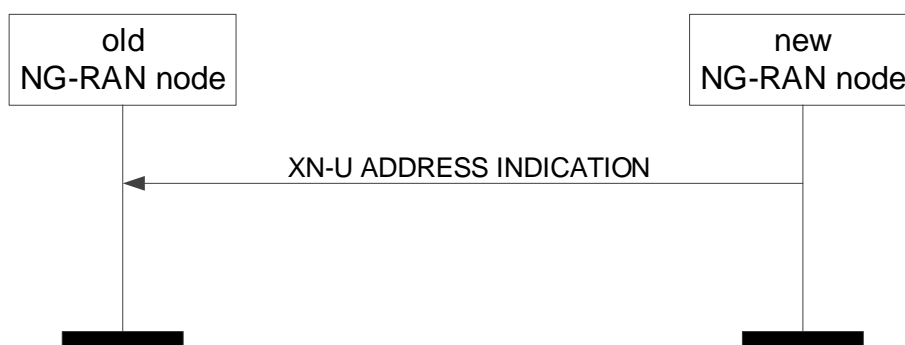 old
NG-RAN node
new
NG-RAN node
XN-U ADDRESS INDICATION